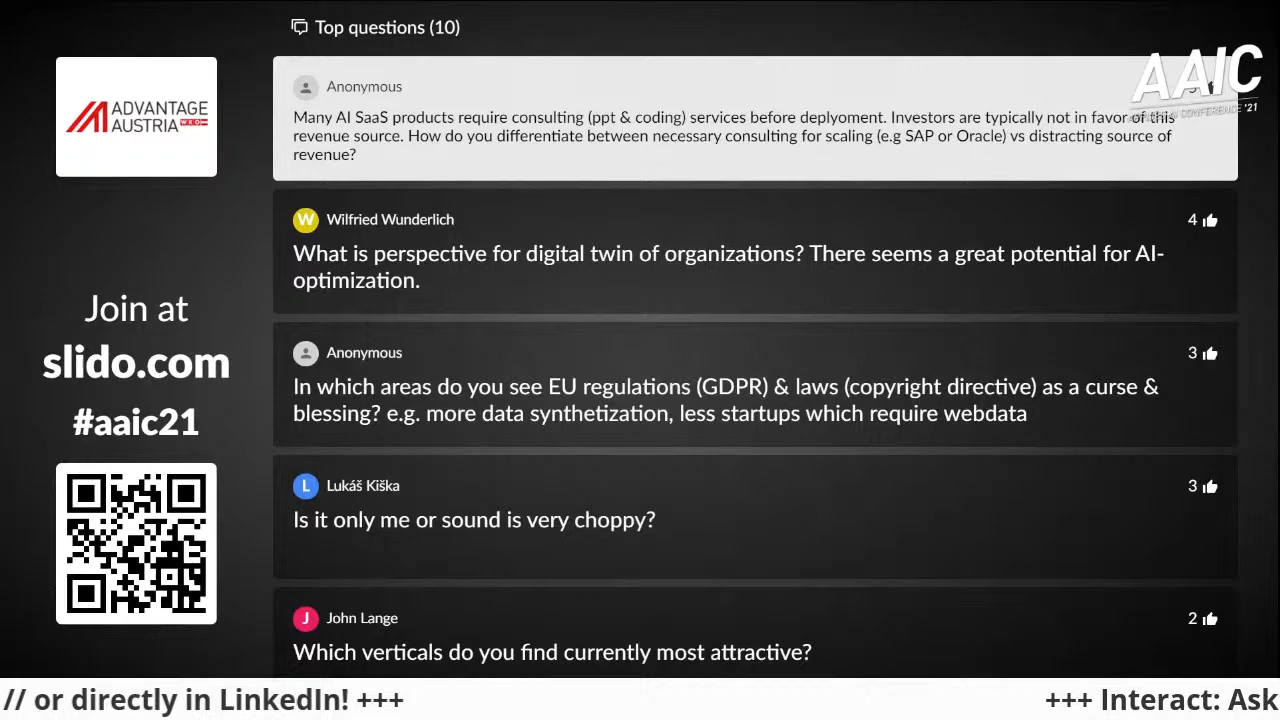 Top questions (10)
ADVANTAGE
AUSTRIA WKO
AAIC
AI CONFERENCE '21
Anonymous
Many AI SaaS products require consulting (ppt & coding) services before deplyoment. Investors are typically not in favor of this
revenue source. How do you differentiate between necessary consulting for scaling (e.g SAP or Oracle) vs distracting source of
revenue?
W Wilfried Wunderlich 4
What is perspective for digital twin of organizations? There seems a great potential for AI-
optimization.
Join at
slido.com
#aaic21
Anonymous 3
In which areas do you see EU regulations (GDPR) & laws (copyright directive) as a curse &
blessing? e.g. more data synthetization, less startups which require webdata
L Lukáš Kiška 3
Is it only me or sound is very choppy?
J John Lange 2
Which verticals do you find currently most attractive?
// or directly in LinkedIn! +++ +++ Interact: Ask